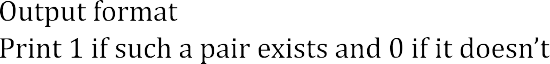 Output format
Print 1 if such a pair exists and 0 if it doesn’t